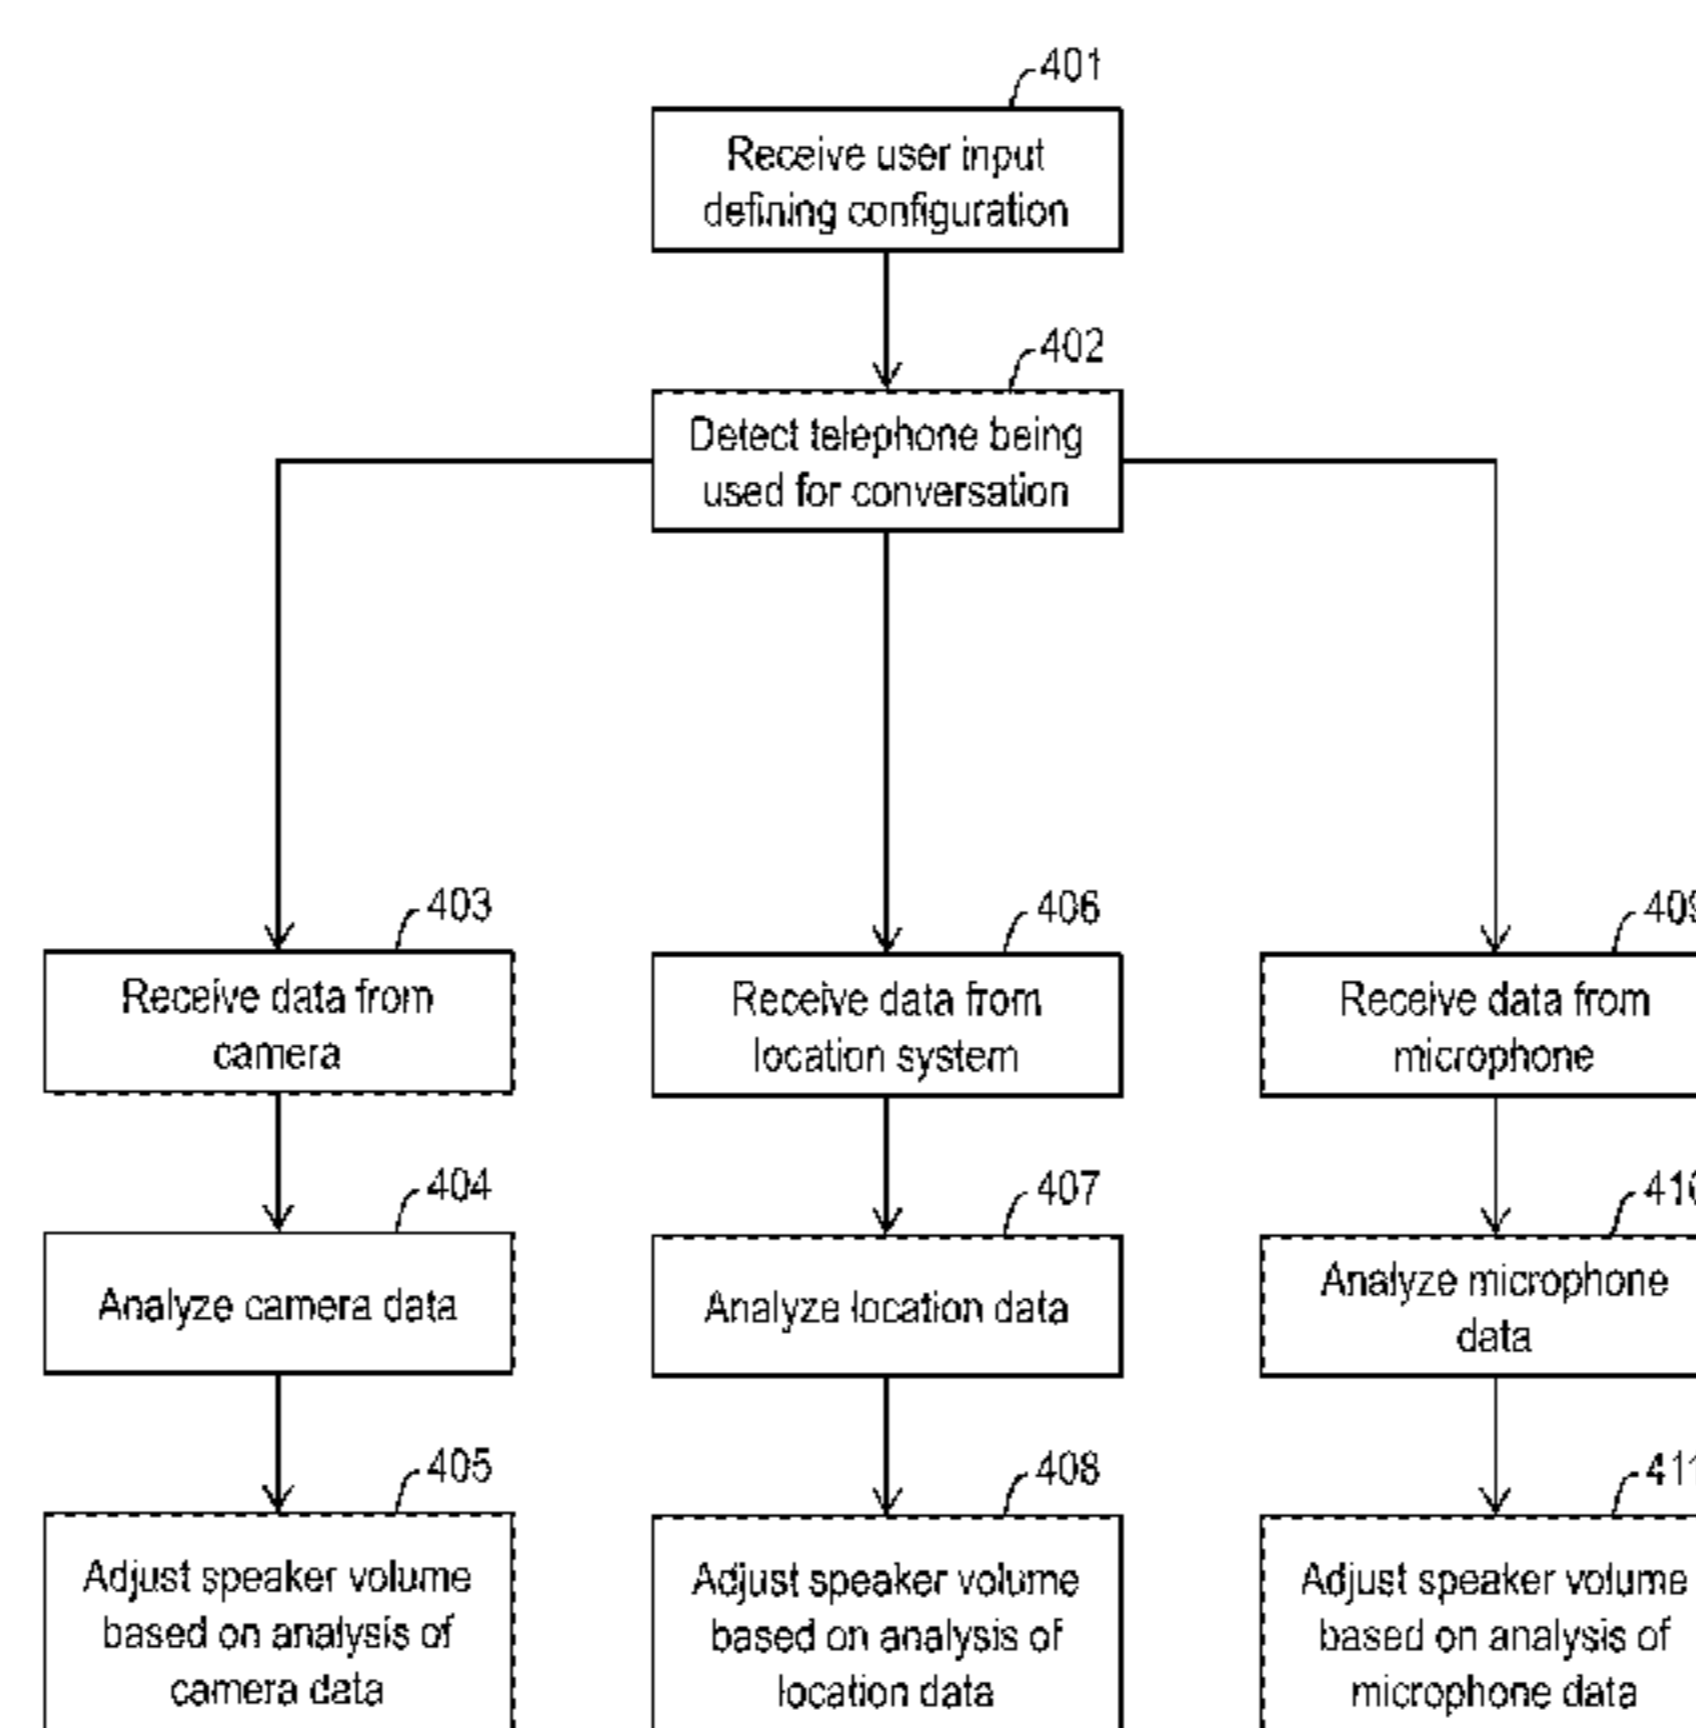 401
Receive user input
defining configuration
402
Detect telephone being
used for conversation
403
Receive data from
camera
406
Receive data from
location system
409
Receive data from
microphone
404
Analyze camera data
407
Analyze location data
410
Analyze microphone
data
405
Adjust speaker volume
based on analysis of
camera data
408
Adjust speaker volume
based on analysis of
location data
411
Adjust speaker volume
based on analysis of
microphone data